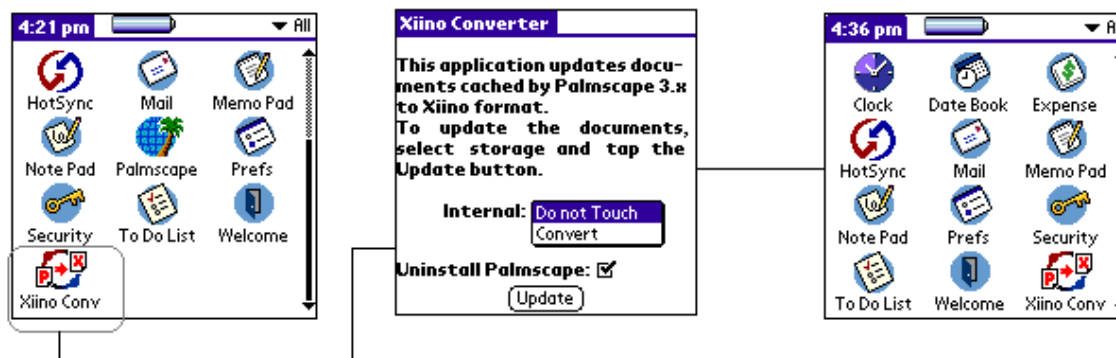 4:21 pm All
HotSync Mail Memo Pad
Note Pad Palmscape Prefs
Security To Do List Welcome
P X
Xiino Conv
Xiino Converter
This application updates docu-
ments cached by Palmscape 3.x
to Xiino format.
To update the documents,
select storage and tap the
Update button.
Internal: Do not Touch
Convert
Uninstall Palmscape:
Update
4:36 pm A
Clock Date Book Expense
HotSync Mail Memo Pad
Note Pad Prefs Security
P X
To Do List Welcome Xiino Conv